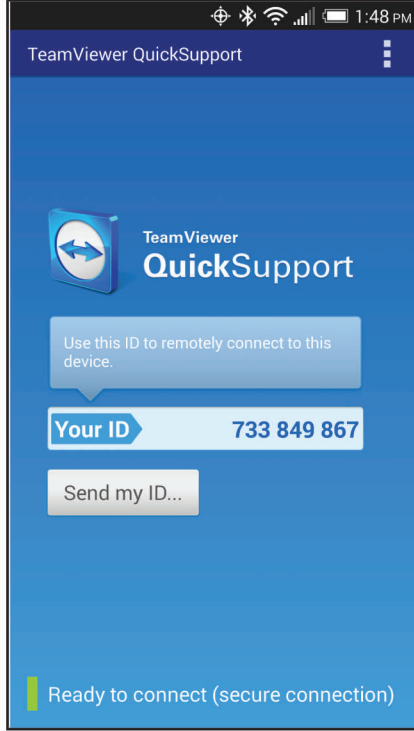 1:48 PM
TeamViewer QuickSupport
TeamViewer
QuickSupport
Use this ID to remotely connect to this
device.
Your ID 733 849 867
Send my ID...
Ready to connect (secure connection)